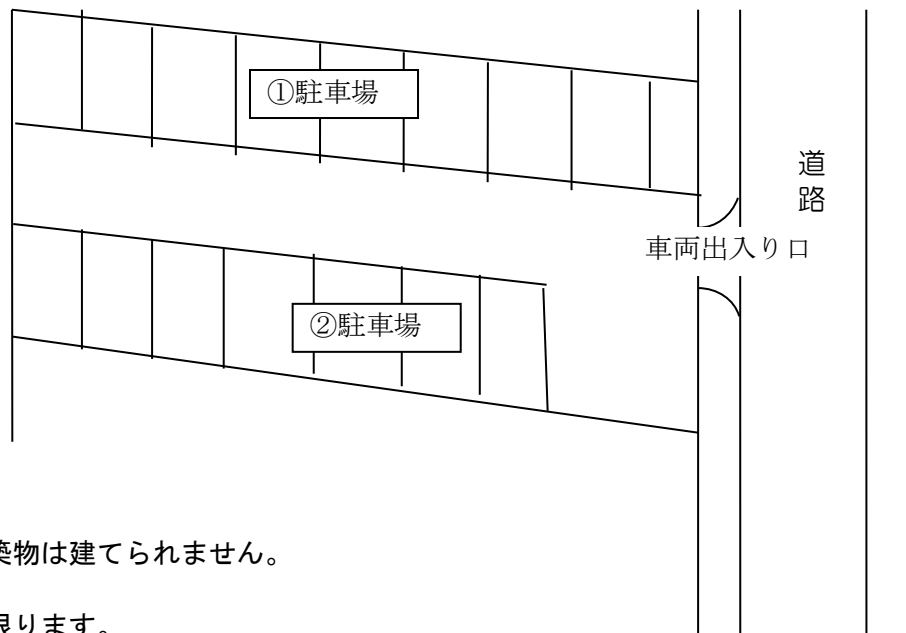 ①駐車場
道路
車両出入り口
②駐車場
築物は建てられません。
限ります。